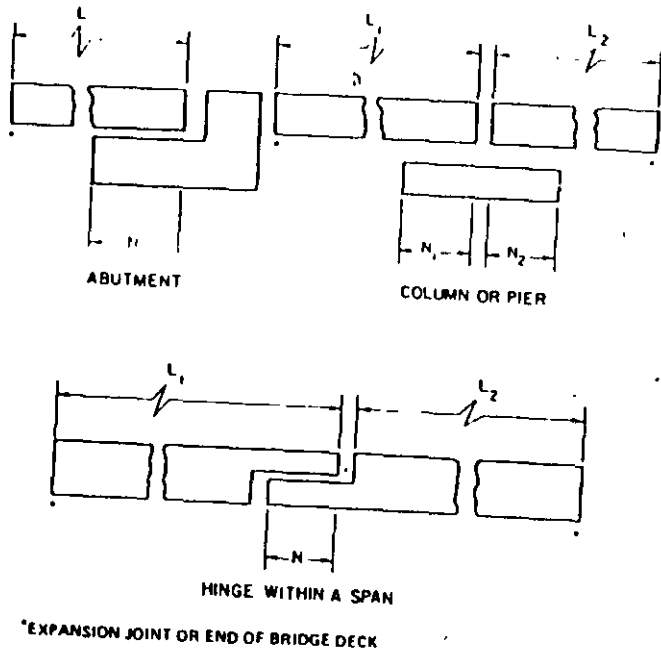 L
L₁
L₂
N
N₁
N₂
ABUTMENT
COLUMN OR PIER
L₁
L₂
N
HINGE WITHIN A SPAN
*EXPANSION JOINT OR END OF BRIDGE DECK